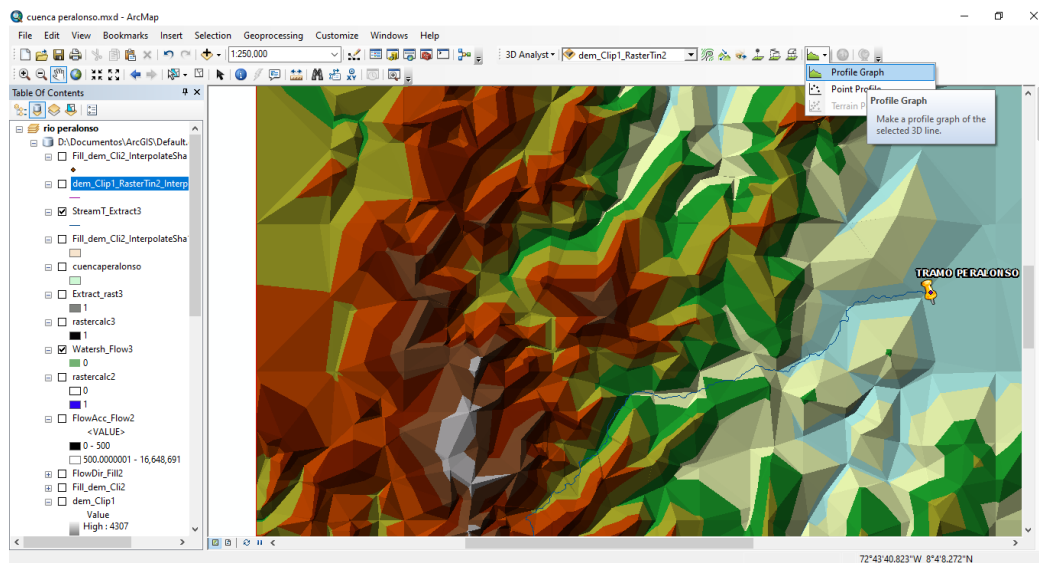 cuenca peralonso.mxd - ArcMap
File Edit View Bookmarks Insert Selection Geoprocessing Customize Windows Help
1:250,000
3D Analyst
dem_Clip1_RasterTin2
Profile Graph
Point Profile
Terrain P
Profile Graph
Make a profile graph of the
selected 3D line.
Table Of Contents
rio peralonso
D:\Documentos\ArcGIS\Default.
Fill_dem_Cli2_InterpolateSha
dem_Clip1_RasterTin2_Interp
StreamT_Extract3
Fill_dem_Cli2_InterpolateSha
cuencaperalonso
Extract_rast3
1
rastercalc3
1
Watersh_Flow3
0
rastercalc2
0
1
FlowAcc_Flow2
<VALUE>
0 - 500
500.0000001 - 16,648,691
FlowDir_Fill2
Fill_dem_Cli2
dem_Clip1
Value
High : 4307
TRAMO PERALONSO
72°43'40.823"W 8°4'8.272"N